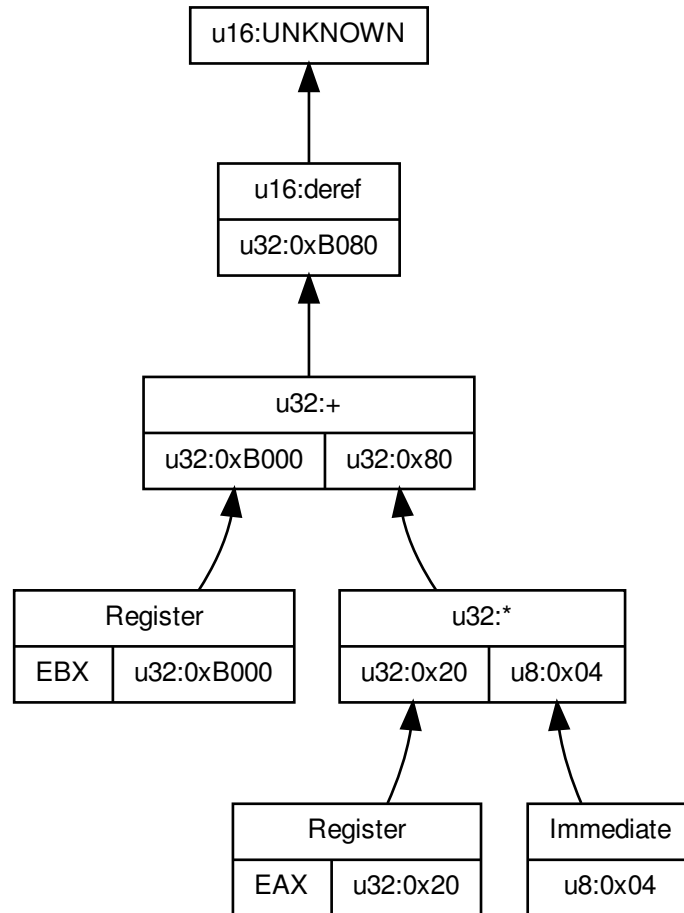 u16:UNKNOWN
u16:deref
u32:0xB080
u32:+
u32:0xB000 u32:0x80
Register
EBX u32:0xB000
u32:*
u32:0x20 u8:0x04
Register
EAX u32:0x20
Immediate
u8:0x04